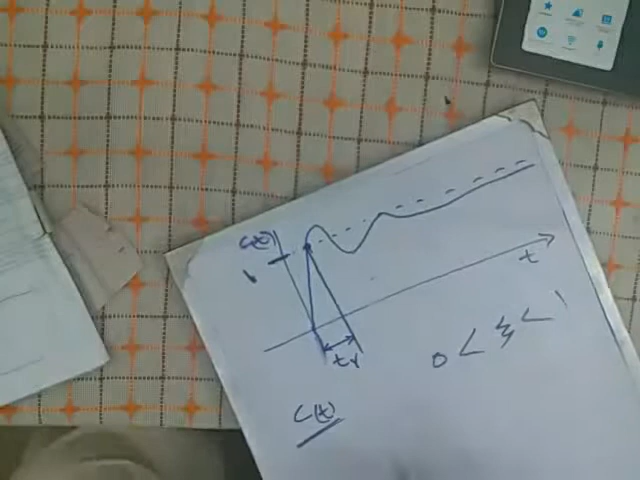 c(t)
1
t
tr
0 < ξ < 1
c(t)